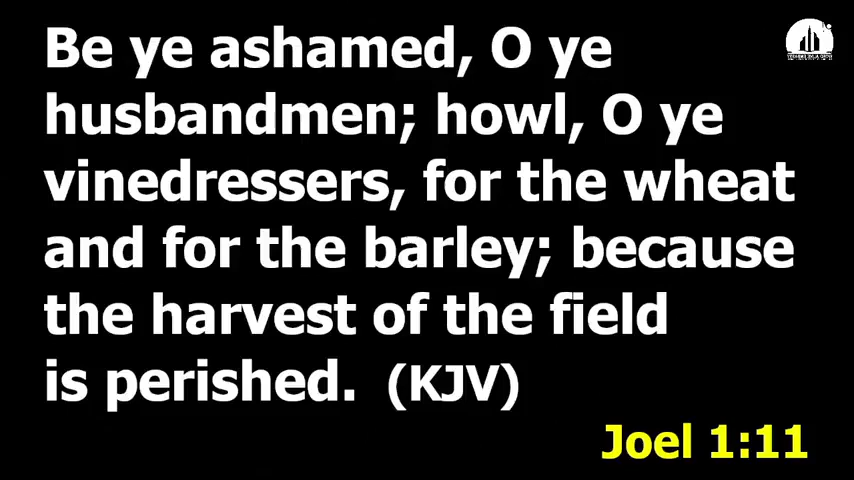 Be ye ashamed, O ye
husbandmen; howl, O ye
vinedressers, for the wheat
and for the barley; because
the harvest of the field
is perished. (KJV)
Joel 1:11